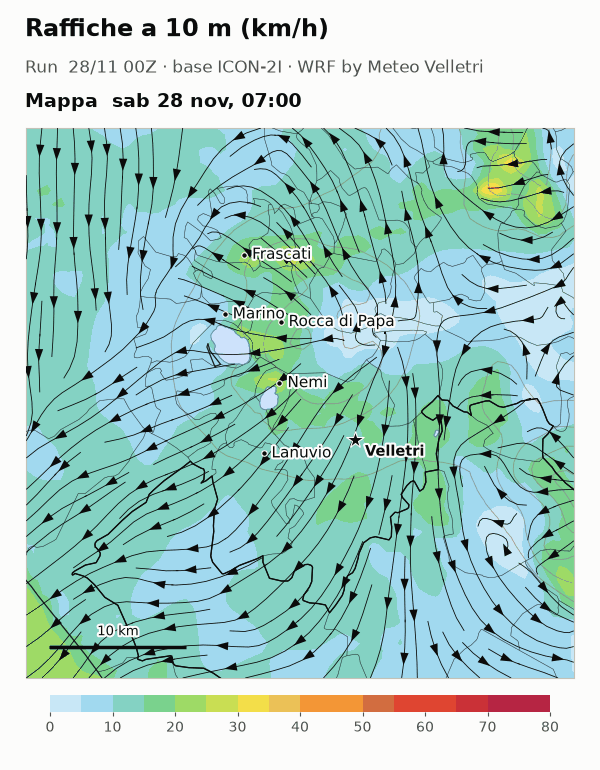 Raffiche a 10 m (km/h)
Run 28/11 00Z · base ICON-2I · WRF by Meteo Velletri
Mappa sab 28 nov, 07:00
Frascati
Marino
Rocca di Papa
Nemi
Velletri
Lanuvio
10 km
0 10 20 30 40 50 60 70 80